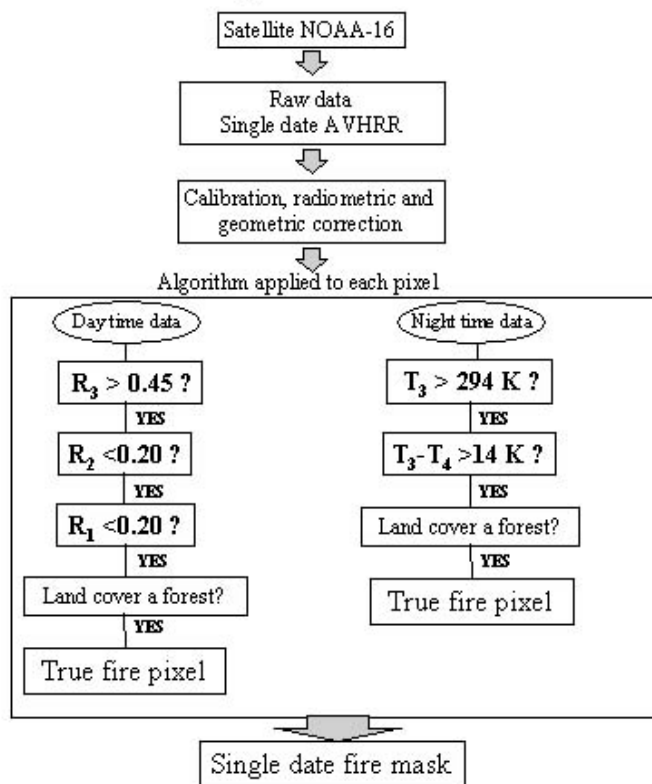 Satellite NOAA-16
Raw data
Single date AVHRR
Calibration, radiometric and
geometric correction
Algorithm applied to each pixel
Day time data
R3 > 0.45 ?
YES
R2 <0.20 ?
YES
R1 <0.20 ?
YES
Land cover a forest?
YES
True fire pixel
Night time data
T3 > 294 K ?
YES
T3-T4 >14 K ?
YES
Land cover a forest?
YES
True fire pixel
Single date fire mask